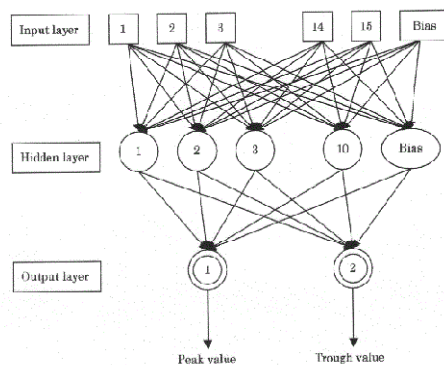 Input layer 1 2 3 14 15 Bias
Hidden layer 1 2 3 10 Bias
Output layer 1 2
Peak value Trough value